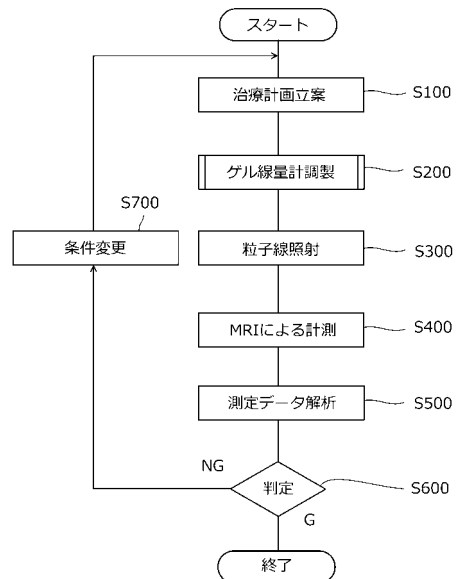 スタート
治療計画立案
S100
ゲル線量計調製
S200
S700
条件変更
粒子線照射
S300
MRIによる計測
S400
測定データ解析
S500
NG
判定
S600
G
終了